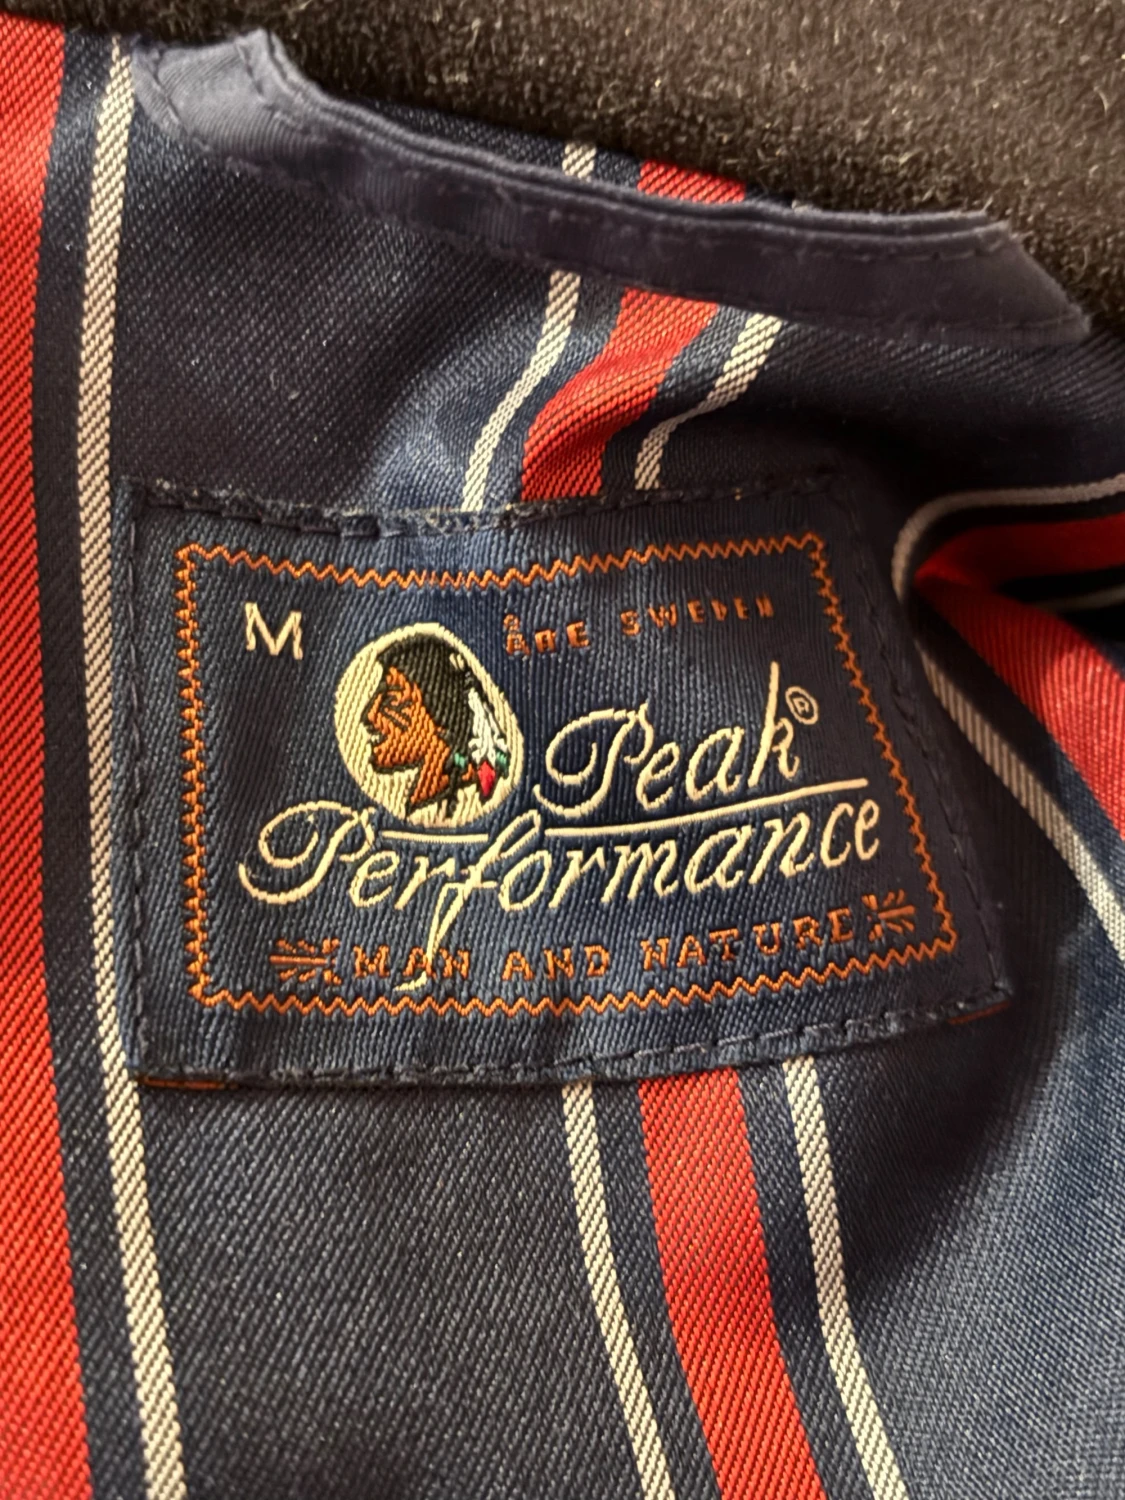 M
ÅRE SWEDEN
Peak®
Performance
MAN AND NATURE